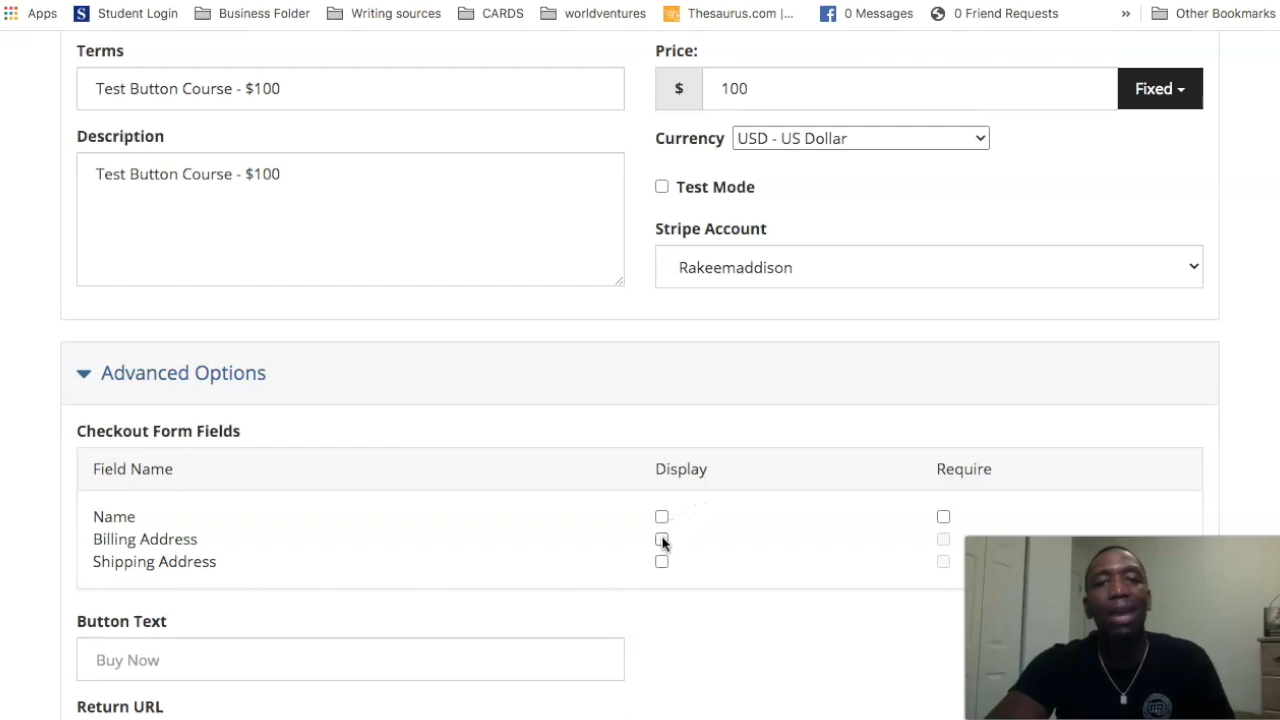 Apps Student Login Business Folder Writing sources CARDS worldventures Thesaurus.com |... 0 Messages 0 Friend Requests » Other Bookmarks
Terms Price:
Test Button Course - $100 $ 100 Fixed
Description
Currency USD - US Dollar
Test Button Course - $100
Test Mode
Stripe Account
Rakeemaddison
Advanced Options
Checkout Form Fields
Field Name Display Require
Name
Billing Address
Shipping Address
Button Text
Buy Now
Return URL